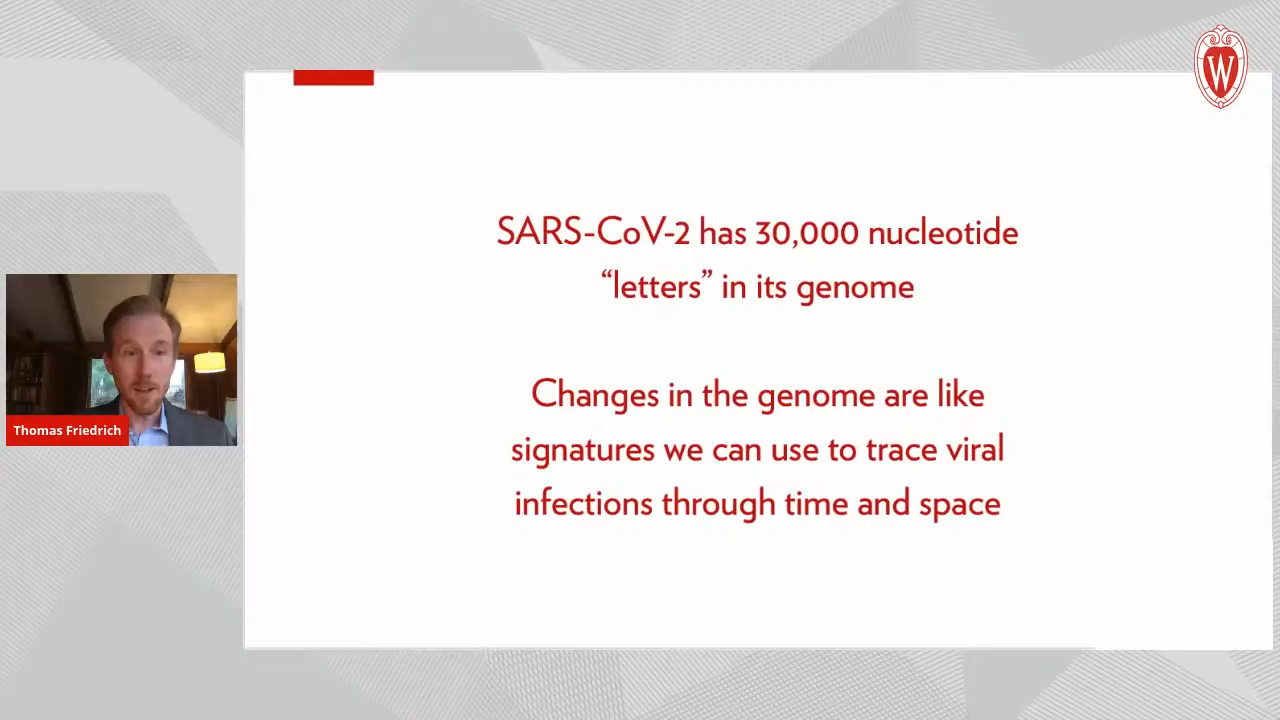 W
SARS-CoV-2 has 30,000 nucleotide
“letters” in its genome
Changes in the genome are like
signatures we can use to trace viral
infections through time and space
Thomas Friedrich